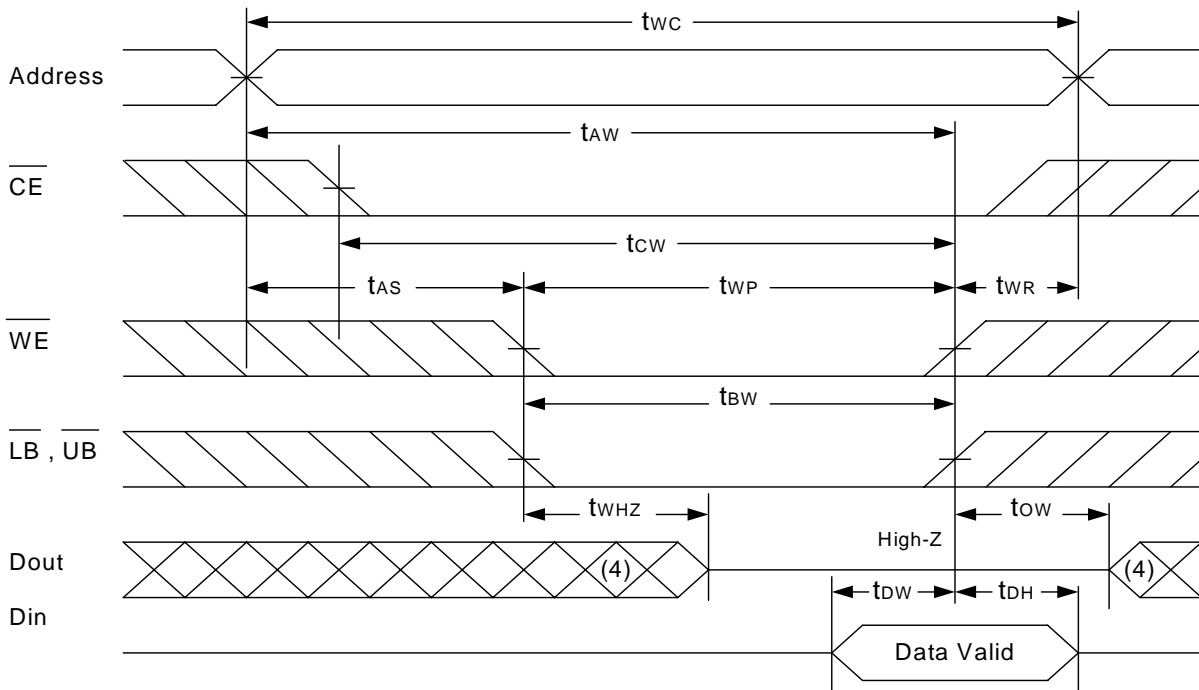 tWC
Address
tAW
CE
tCW
tAS tWP tWR
WE
tBW
LB , UB
tWHZ tOW
High-Z
Dout (4) (4)
tDW tDH
Din
Data Valid